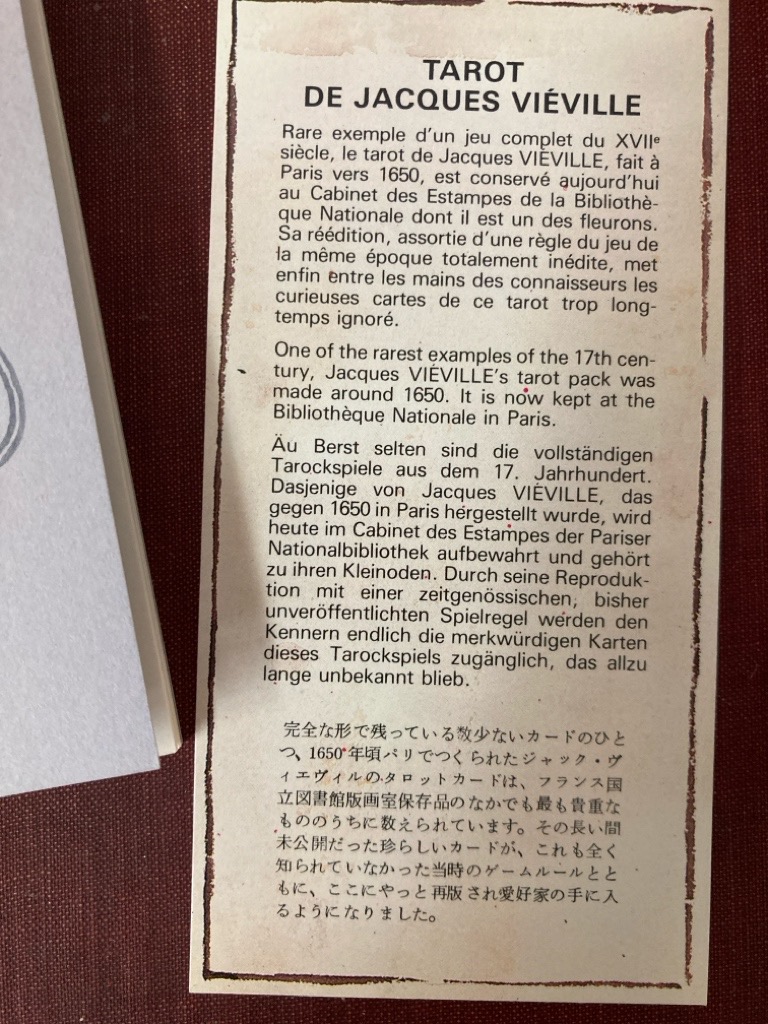 TAROT
DE JACQUES VIÉVILLE
Rare exemple d'un jeu complet du XVIIe
siècle, le tarot de Jacques VIÉVILLE, fait à
Paris vers 1650, est conservé aujourd'hui
au Cabinet des Estampes de la Bibliothè-
que Nationale dont il est un des fleurons.
Sa réédition, assortie d'une règle du jeu de
la même époque totalement inédite, met
enfin entre les mains des connaisseurs les
curieuses cartes de ce tarot trop long-
temps ignoré.
One of the rarest examples of the 17th cen-
tury, Jacques VIÉVILLE's tarot pack was
made around 1650. It is now kept at the
Bibliothèque Nationale in Paris.
Äu Berst selten sind die vollständigen
Tarockspiele aus dem 17. Jahrhundert.
Dasjenige von Jacques VIÉVILLE, das
gegen 1650 in Paris hergestellt wurde, wird
heute im Cabinet des Estampes der Pariser
Nationalbibliothek aufbewahrt und gehört
zu ihren Kleinoden. Durch seine Reproduk-
tion mit einer zeitgenössischen, bisher
unveröffentlichten Spielregel werden den
Kennern endlich die merkwürdigen Karten
dieses Tarockspiels zugänglich, das allzu
lange unbekannt blieb.
完全な形で残っている数少ないカードのひと
つ、1650年頃パリでつくられたジャック・ヴ
ィエヴィルのタロットカードは、フランス国
立図書館版画室保存品のなかでも最も貴重な
もののうちに数えられています。その長い間
未公開だった珍らしいカードが、これも全く
知られていなかった当時のゲームルールとと
もに、ここにやっと再版され愛好家の手に入
るようになりました。